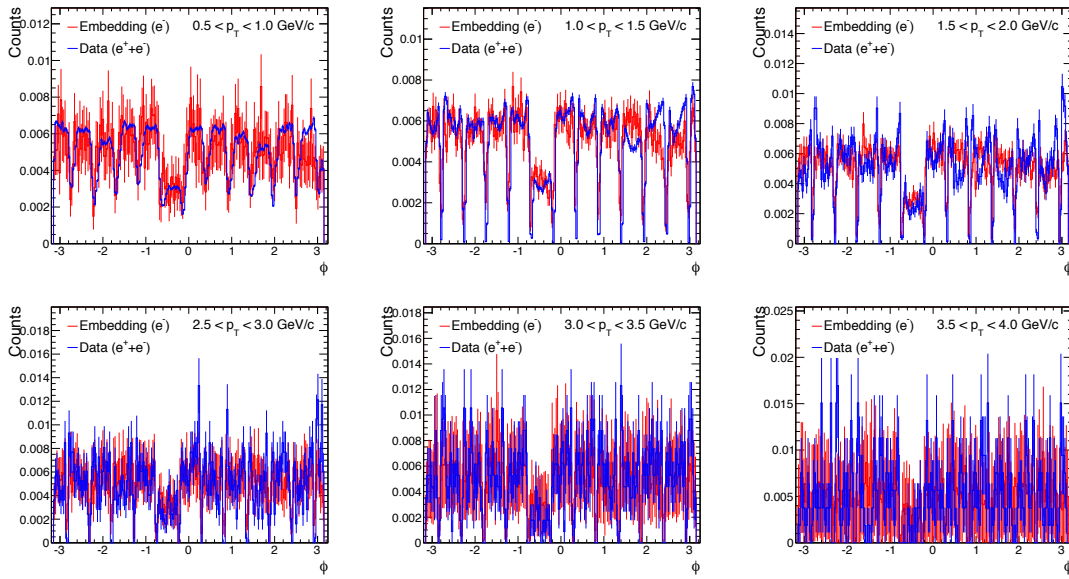 Counts
Embedding (e⁻) 0.5 < p_T < 1.0 GeV/c
Data (e⁺+e⁻)
0.012
0.01
0.008
0.006
0.004
0.002
0
-3 -2 -1 0 1 2 3
ϕ
Counts
Embedding (e⁻) 1.0 < p_T < 1.5 GeV/c
Data (e⁺+e⁻)
0.01
0.008
0.006
0.004
0.002
0
-3 -2 -1 0 1 2 3
ϕ
Counts
Embedding (e⁻) 1.5 < p_T < 2.0 GeV/c
Data (e⁺+e⁻)
0.014
0.012
0.01
0.008
0.006
0.004
0.002
0
-3 -2 -1 0 1 2 3
ϕ
Counts
Embedding (e⁻) 2.5 < p_T < 3.0 GeV/c
Data (e⁺+e⁻)
0.018
0.016
0.014
0.012
0.01
0.008
0.006
0.004
0.002
0
-3 -2 -1 0 1 2 3
ϕ
Counts
Embedding (e⁻) 3.0 < p_T < 3.5 GeV/c
Data (e⁺+e⁻)
0.018
0.016
0.014
0.012
0.01
0.008
0.006
0.004
0.002
0
-3 -2 -1 0 1 2 3
ϕ
Counts
Embedding (e⁻) 3.5 < p_T < 4.0 GeV/c
Data (e⁺+e⁻)
0.025
0.02
0.015
0.01
0.005
0
-3 -2 -1 0 1 2 3
ϕ